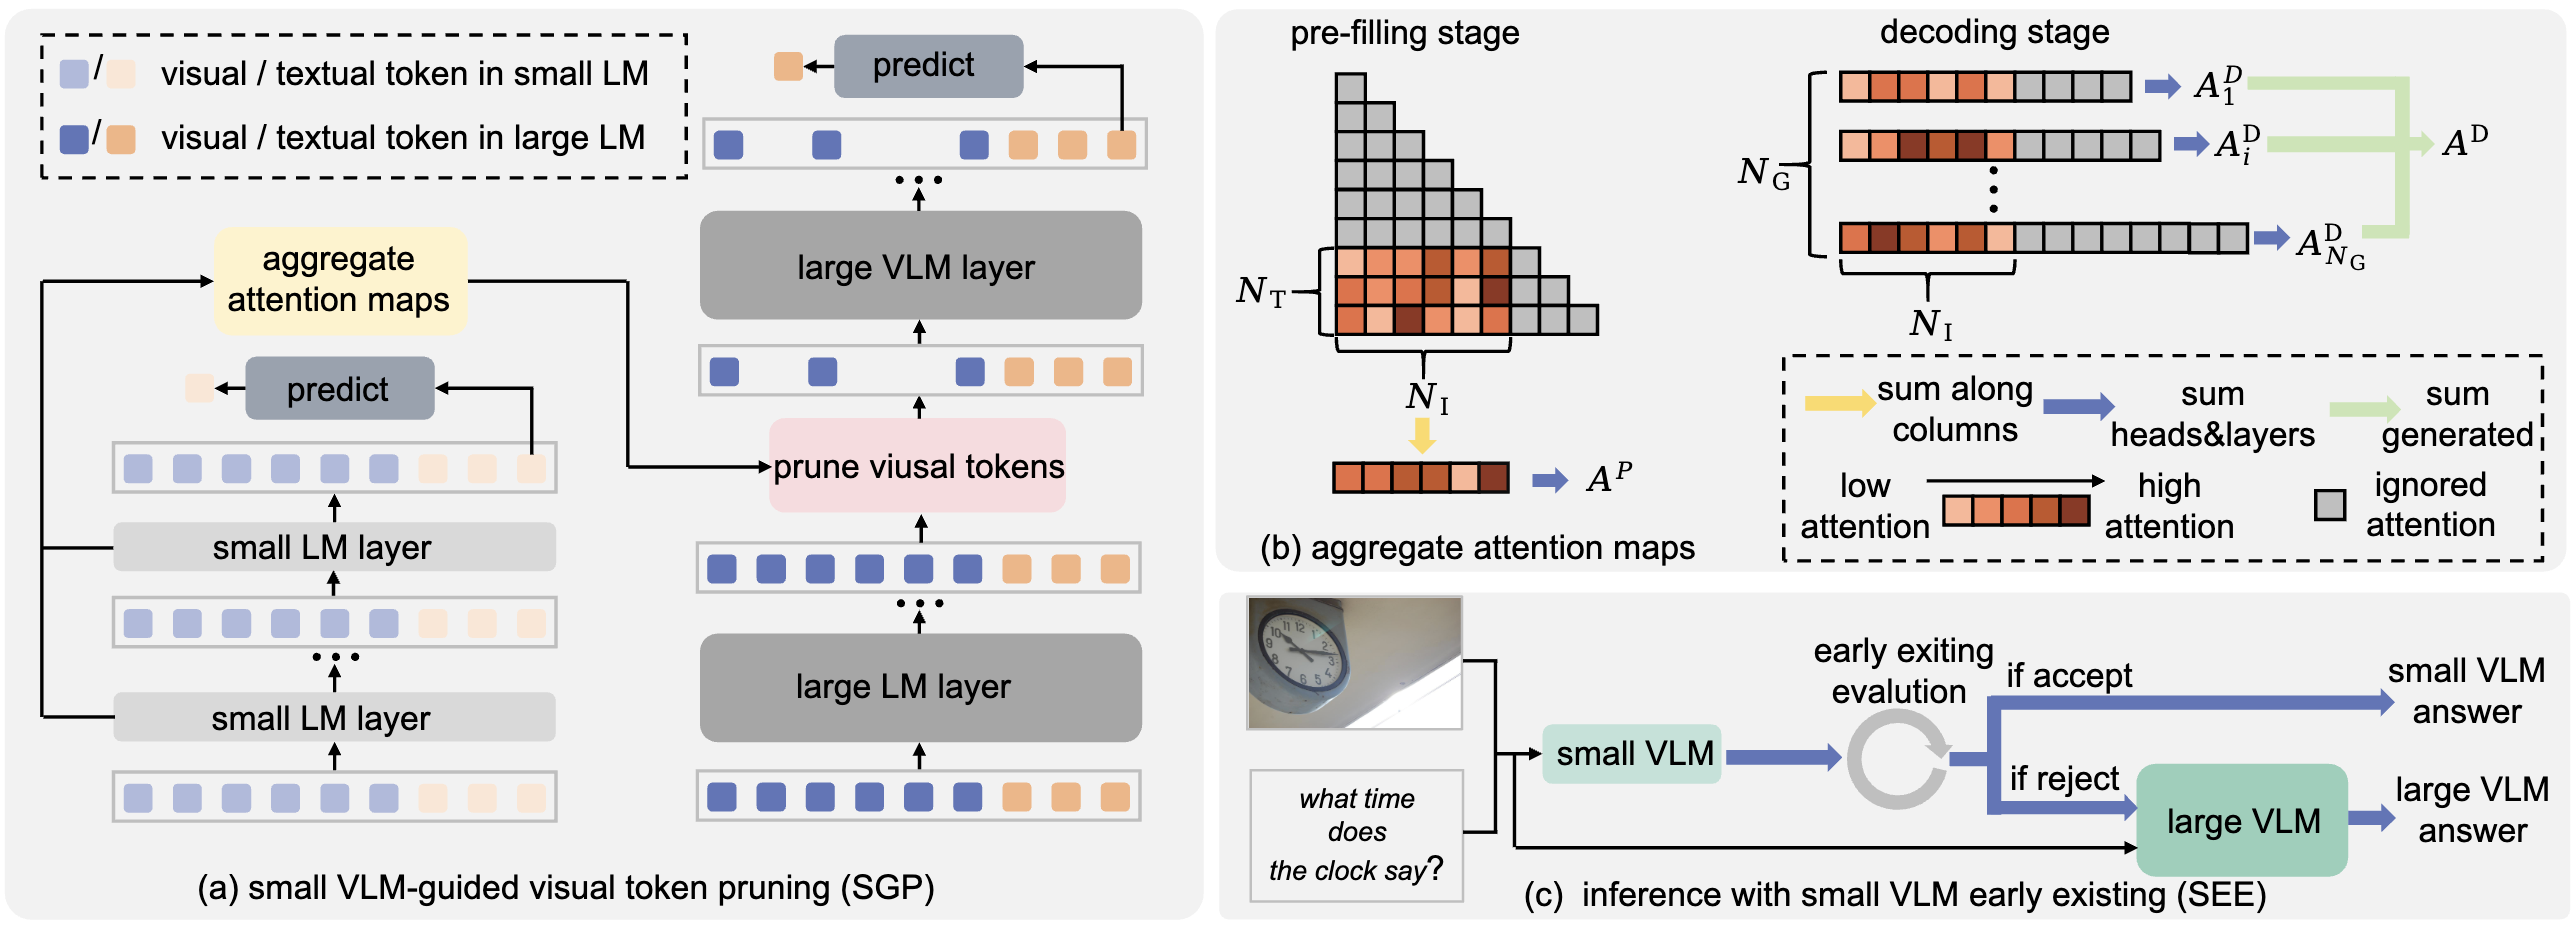 visual / textual token in small LM
visual / textual token in large LM
predict
large VLM layer
aggregate
attention maps
predict
prune viusal tokens
small LM layer
large LM layer
small LM layer
(a) small VLM-guided visual token pruning (SGP)
pre-filling stage
N_T
N_I
A^P
(b) aggregate attention maps
decoding stage
N_G
A_1^D
A_i^D
A_{N_G}^D
A^D
N_I
sum along
columns
sum
heads&layers
sum
generated
low
attention
high
attention
ignored
attention
what time
does
the clock say?
small VLM
early exiting
evalution
if accept
if reject
small VLM
answer
large VLM
large VLM
answer
(c) inference with small VLM early existing (SEE)